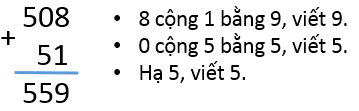 508
+
51
559
• 8 cộng 1 bằng 9, viết 9.
• 0 cộng 5 bằng 5, viết 5.
• Hạ 5, viết 5.